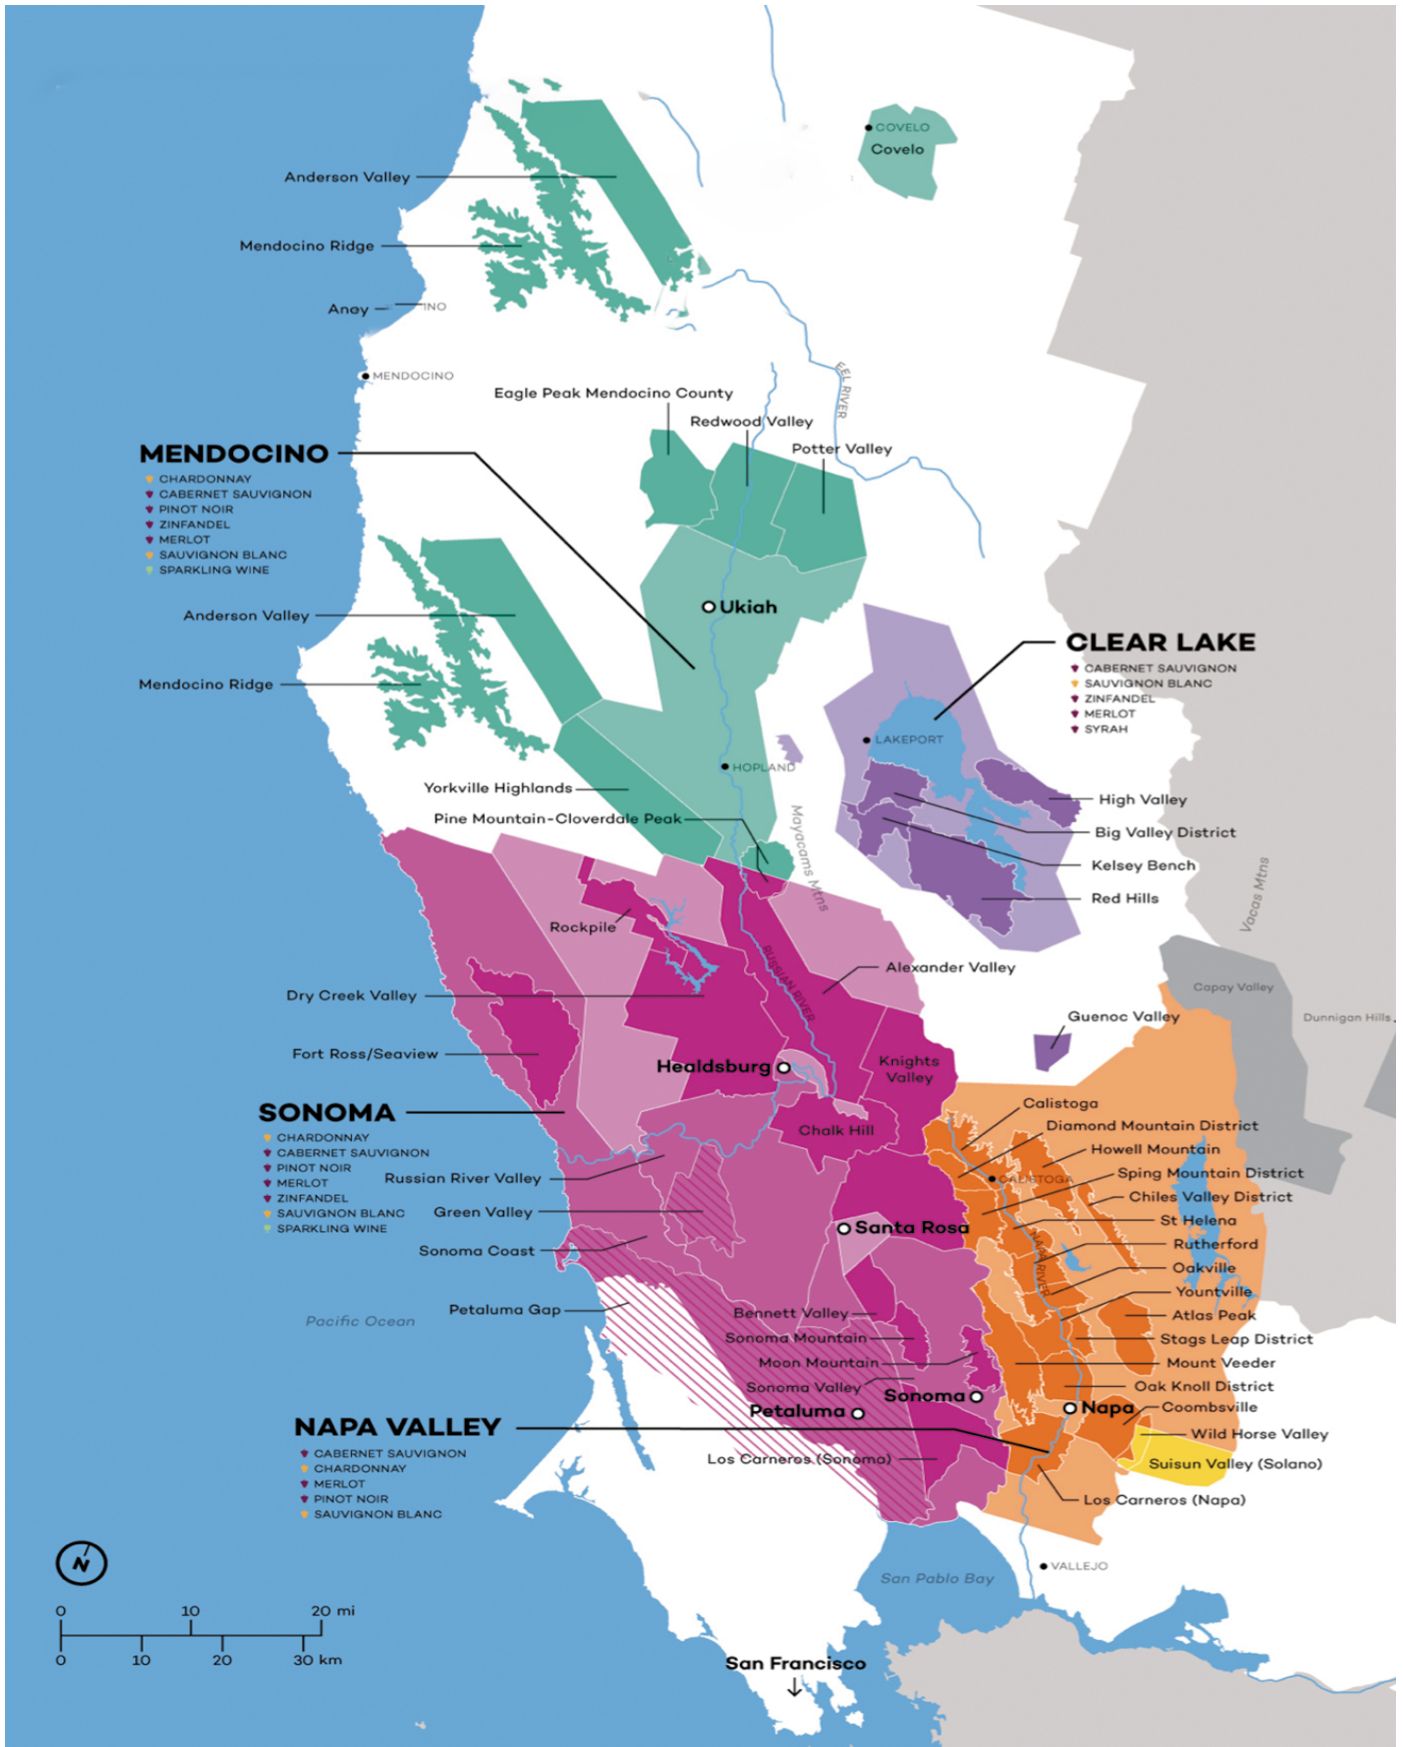 COVELO
Covelo
Anderson Valley
Mendocino Ridge
Anoy
INO
MENDOCINO
EEL RIVER
Eagle Peak Mendocino County
Redwood Valley
Potter Valley
MENDOCINO
CHARDONNAY
CABERNET SAUVIGNON
PINOT NOIR
ZINFANDEL
MERLOT
SAUVIGNON BLANC
SPARKLING WINE
Ukiah
Anderson Valley
Mendocino Ridge
CLEAR LAKE
CABERNET SAUVIGNON
SAUVIGNON BLANC
ZINFANDEL
MERLOT
SYRAH
LAKEPORT
HOPLAND
Yorkville Highlands
Pine Mountain-Cloverdale Peak
Mayacams Mtns
High Valley
Big Valley District
Kelsey Bench
Red Hills
Vacas Mtns
Rockpile
RUSSIAN RIVER
Alexander Valley
Dry Creek Valley
Capay Valley
Guenoc Valley
Dunnigan Hills
Fort Ross/Seaview
Healdsburg
Knights
Valley
SONOMA
CHARDONNAY
CABERNET SAUVIGNON
PINOT NOIR
MERLOT
ZINFANDEL
SAUVIGNON BLANC
SPARKLING WINE
Chalk Hill
Calistoga
Diamond Mountain District
Howell Mountain
Sping Mountain District
CALISTOGA
Chiles Valley District
Russian River Valley
Green Valley
St Helena
Santa Rosa
Rutherford
Sonoma Coast
NAPA RIVER
Oakville
Yountville
Petaluma Gap
Pacific Ocean
Bennett Valley
Atlas Peak
Sonoma Mountain
Stags Leap District
Moon Mountain
Mount Veeder
Sonoma Valley
Oak Knoll District
Sonoma
Petaluma
Napa
Coombsville
NAPA VALLEY
CABERNET SAUVIGNON
CHARDONNAY
MERLOT
PINOT NOIR
SAUVIGNON BLANC
Wild Horse Valley
Los Carneros (Sonoma)
Suisun Valley (Solano)
Los Carneros (Napa)
N
VALLEJO
San Pablo Bay
0 10 20 mi
0 10 20 30 km
San Francisco